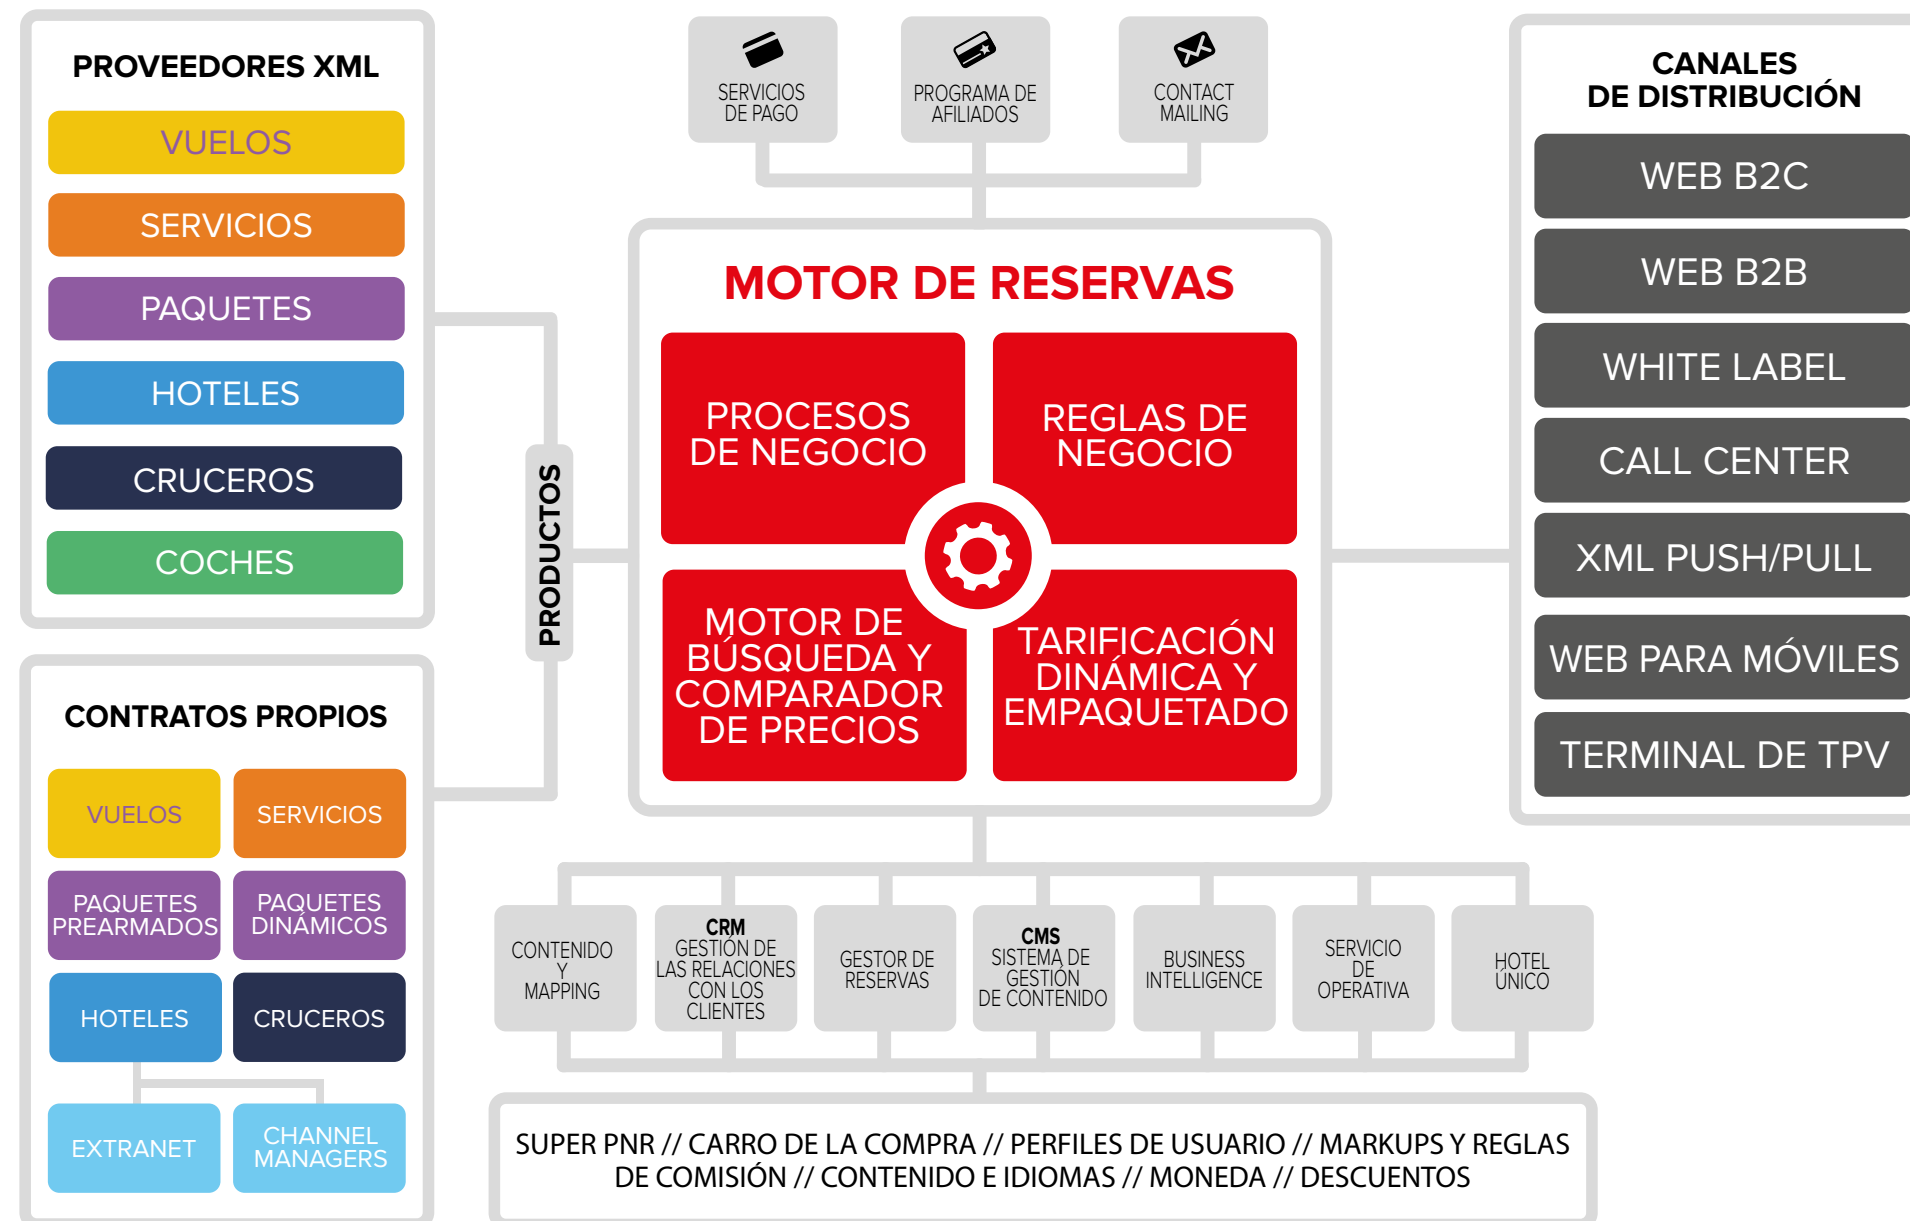 PROVEEDORES XML
VUELOS
SERVICIOS
PAQUETES
HOTELES
CRUCEROS
COCHES
CONTRATOS PROPIOS
VUELOS
SERVICIOS
PAQUETES
PREARMADOS
PAQUETES
DINÁMICOS
HOTELES
CRUCEROS
EXTRANET
CHANNEL
MANAGERS
PRODUCTOS
SERVICIOS
DE PAGO
PROGRAMA DE
AFILIADOS
CONTACT
MAILING
MOTOR DE RESERVAS
PROCESOS
DE NEGOCIO
REGLAS DE
NEGOCIO
MOTOR DE
BÚSQUEDA Y
COMPARADOR
DE PRECIOS
TARIFICACIÓN
DINÁMICA Y
EMPAQUETADO
CONTENIDO
Y
MAPPING
CRM
GESTIÓN DE
LAS RELACIONES
CON LOS
CLIENTES
GESTOR DE
RESERVAS
CMS
SISTEMA DE
GESTIÓN
DE CONTENIDO
BUSINESS
INTELLIGENCE
SERVICIO
DE
OPERATIVA
HOTEL
ÚNICO
SUPER PNR // CARRO DE LA COMPRA // PERFILES DE USUARIO // MARKUPS Y REGLAS
DE COMISIÓN // CONTENIDO E IDIOMAS // MONEDA // DESCUENTOS
CANALES
DE DISTRIBUCIÓN
WEB B2C
WEB B2B
WHITE LABEL
CALL CENTER
XML PUSH/PULL
WEB PARA MÓVILES
TERMINAL DE TPV